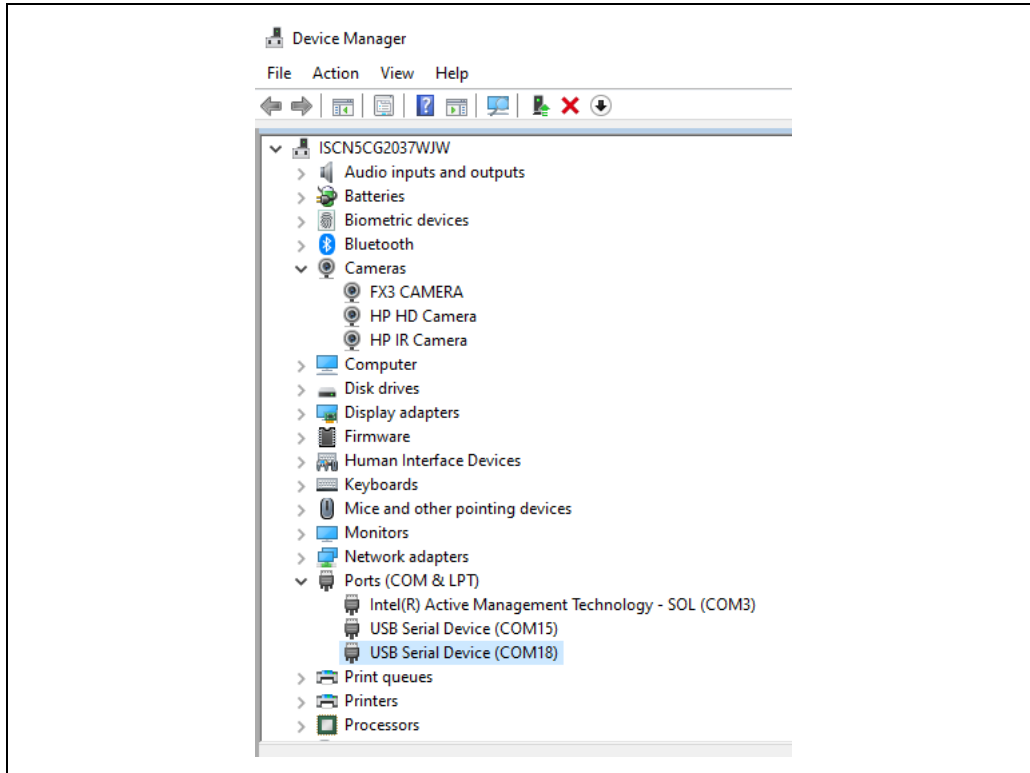 Device Manager
File Action View Help
ISCN5CG2037WJW
Audio inputs and outputs
Batteries
Biometric devices
Bluetooth
Cameras
FX3 CAMERA
HP HD Camera
HP IR Camera
Computer
Disk drives
Display adapters
Firmware
Human Interface Devices
Keyboards
Mice and other pointing devices
Monitors
Network adapters
Ports (COM & LPT)
Intel(R) Active Management Technology - SOL (COM3)
USB Serial Device (COM15)
USB Serial Device (COM18)
Print queues
Printers
Processors